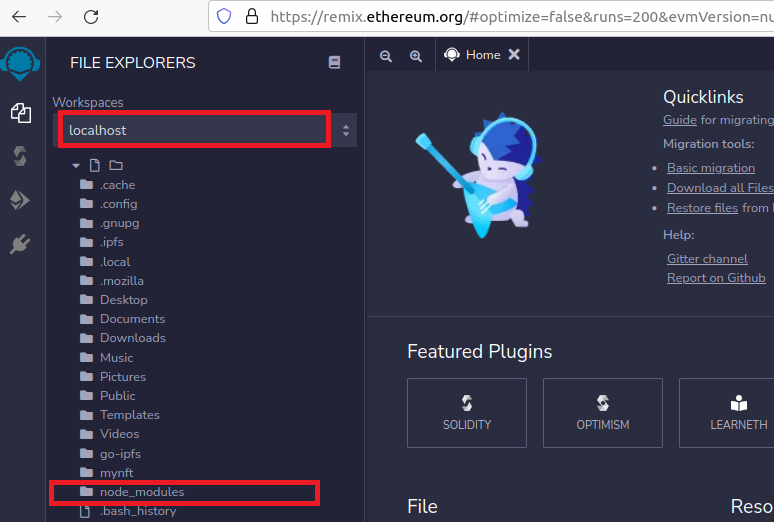 https://remix.ethereum.org/#optimize=false&runs=200&evmVersion=nu
FILE EXPLORERS
Home
Workspaces
localhost
.cache
.config
.gnupg
.ipfs
.local
.mozilla
Desktop
Documents
Downloads
Music
Pictures
Public
Templates
Videos
go-ipfs
mynft
node_modules
.bash_history
Quicklinks
Guide for migrating
Migration tools:
Basic migration
Download all Files
Restore files from
Help:
Gitter channel
Report on Github
Featured Plugins
SOLIDITY
OPTIMISM
LEARNETH
File
Reso